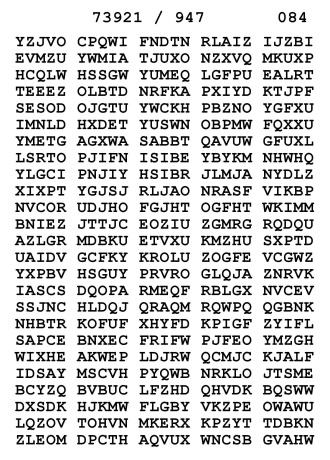 73921 / 947 084
YZJVO CPQWI FNDTN RLAIZ IJZBI
EVMZU YWMIA TJUXO NZXVQ MKUXP
HCQLW HSSGW YUMEQ LGFPU EALRT
TEEEZ OLBTD NRFKA PXIYD KTJPF
SESOD OJGTU YWCKH PBZNO YGFXU
IMNLD HXDET YUSWN OBPMW FQXXU
YMETG AGXWA SABBT QAVUW GFUXL
LSRTO PJIFN ISIBE YBYKM NHWHQ
YLGCI PNJIY HSIBR JLMJA NYDLZ
XIXPT YGJSJ RLJAO NRASF VIKBP
NVCOR UDJHO FGJHT OGFHT WKIMM
BNIEZ JTTJC EOZIU ZGMRG RQDQU
AZLGR MDBKU ETVXU KMZHU SXPTD
UAIDV GCFKY KROLU ZOGFE VCGWZ
YXPBV HSGUY PRVRO GLQJA ZNRVK
IASCS DQOPA RMEQF RBLGX NVCEV
SSJNC HLDQJ QRAQM RQWPQ QGBNK
NHBTR KOFUF XHYFD KPIGF ZYIFL
SAPCE BNXEC FRIFW PJFEO YMZGH
WIXHE AKWEP LDJRW QCMJC KJALF
IDSAY MSCVH PYQWB NRKLO JTSME
BCYZQ BVBUC LFZHD QHVDK BQSWW
DXSDK HJKMW FLGBY VKZPE OWAWU
LQZOV TOHVN MKERX KPZYT TDBKN
ZLEOM DPCTH AQVUX WNCSB GVAHW